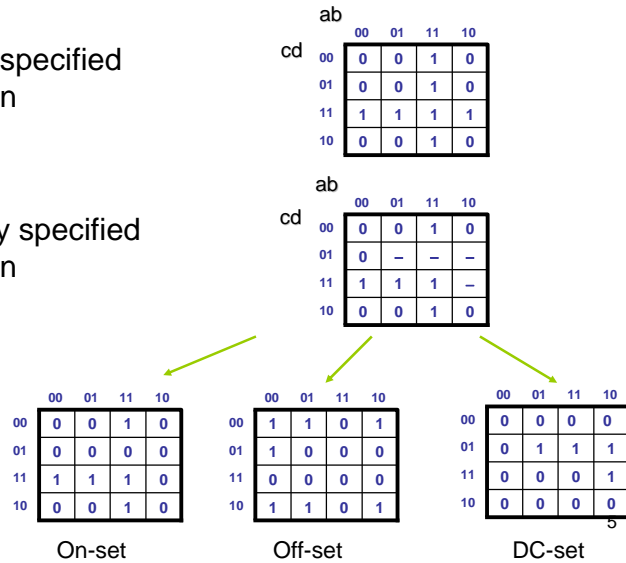 ab
00 01 11 10
specified
n
cd
00 0 0 1 0
01 0 0 1 0
11 1 1 1 1
10 0 0 1 0
ab
00 01 11 10
y specified
n
cd
00 0 0 1 0
01 0 – – –
11 1 1 1 –
10 0 0 1 0
00 01 11 10
00 0 0 1 0
01 0 0 0 0
11 1 1 1 0
10 0 0 1 0
On-set
00 01 11 10
00 1 1 0 1
01 1 0 0 0
11 0 0 0 0
10 1 1 0 1
Off-set
00 01 11 10
00 0 0 0 0
01 0 1 1 1
11 0 0 0 1
10 0 0 0 0
5
DC-set